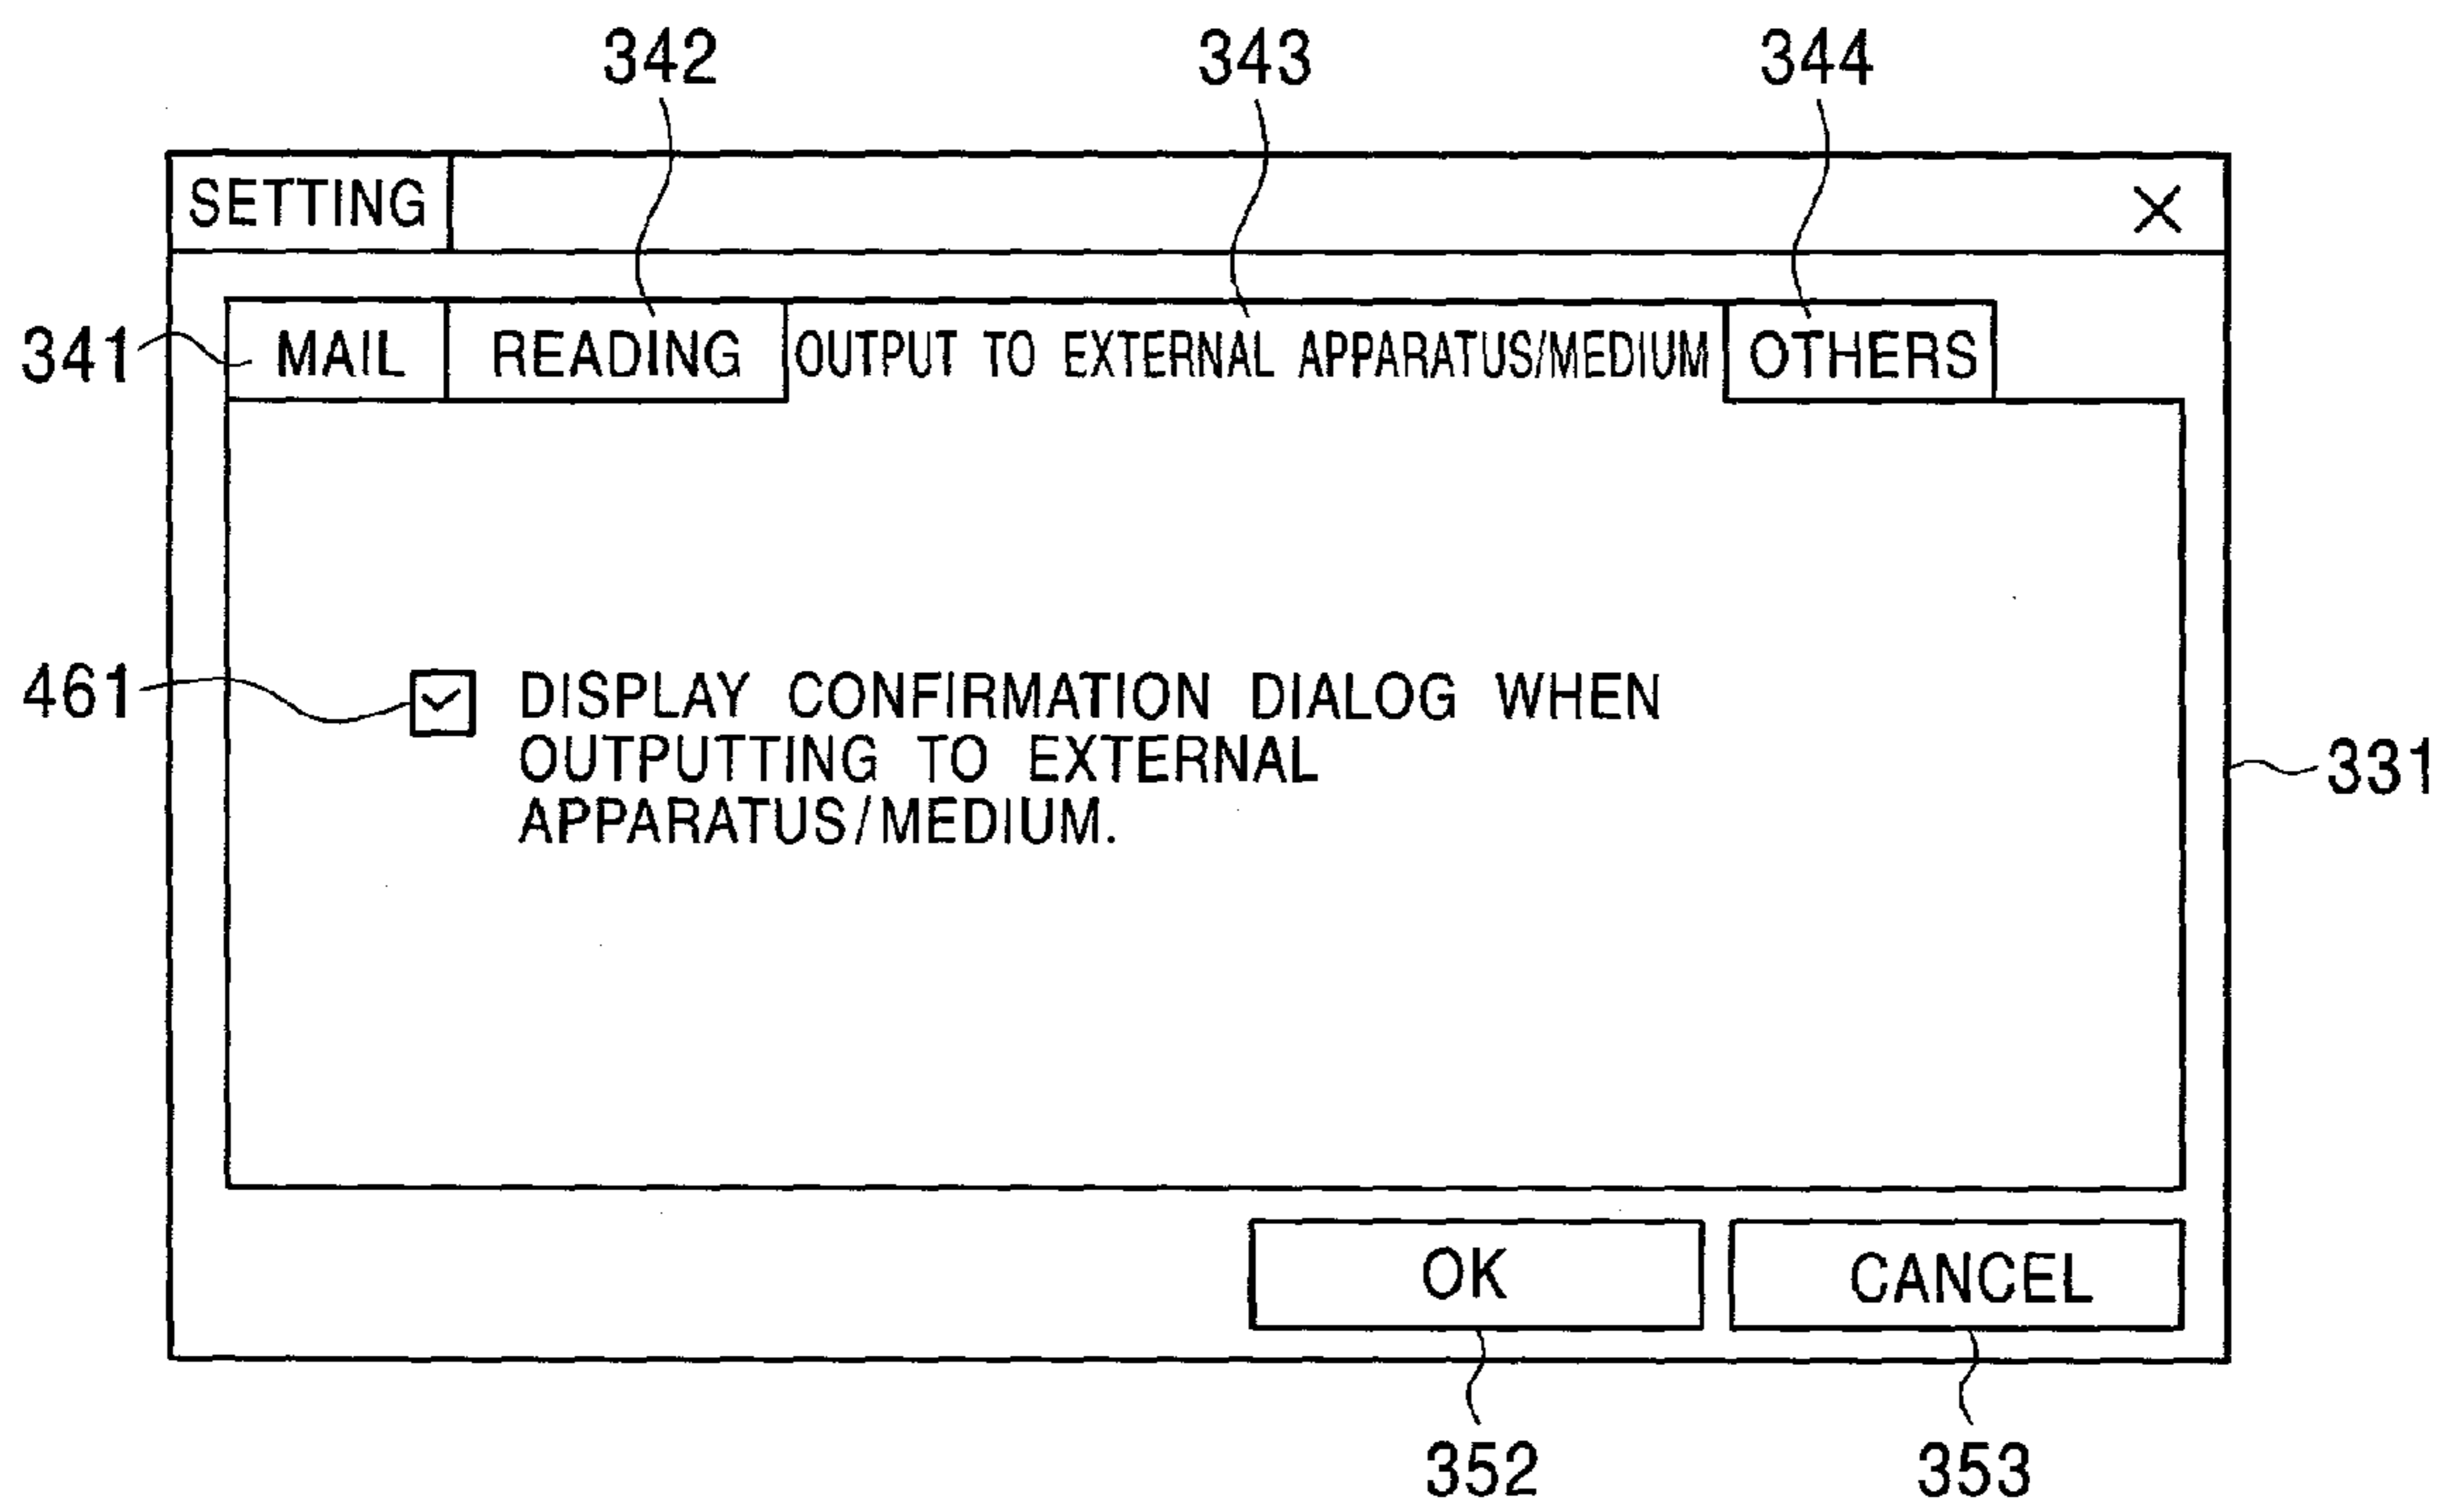 342 343 344
SETTING ×
341 MAIL READING OUTPUT TO EXTERNAL APPARATUS/MEDIUM OTHERS
461 DISPLAY CONFIRMATION DIALOG WHEN
OUTPUTTING TO EXTERNAL
331
APPARATUS/MEDIUM.
OK CANCEL
352 353